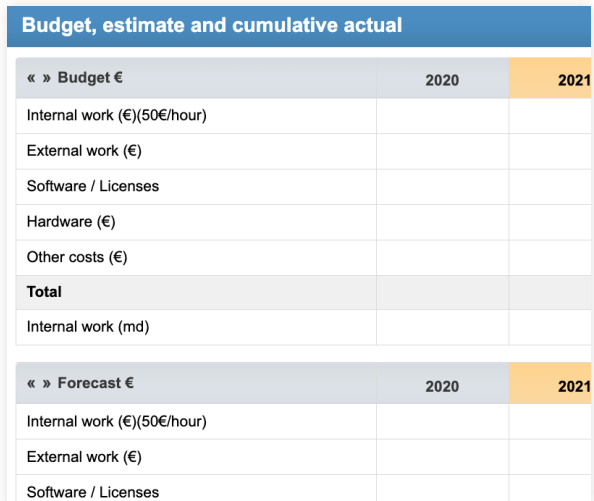 Budget, estimate and cumulative actual
« » Budget € 2020 2021
Internal work (€)(50€/hour)
External work (€)
Software / Licenses
Hardware (€)
Other costs (€)
Total
Internal work (md)
« » Forecast € 2020 2021
Internal work (€)(50€/hour)
External work (€)
Software / Licenses